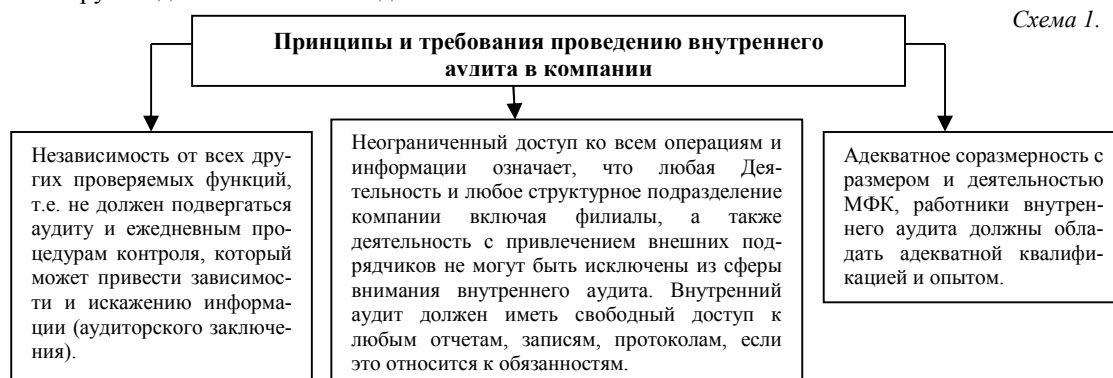 Схема 1.
Принципы и требования проведению внутреннего
аудита в компании
Независимость от всех дру-
гих проверяемых функций,
т.е. не должен подвергаться
аудиту и ежедневным про-
цедурам контроля, который
может привести зависимос-
ти и искажению информа-
ции (аудиторского заключе-
ния).
Неограниченный доступ ко всем операциям и
информации означает, что любая Дея-
тельность и любое структурное подразделение
компании включая филиалы, а также
деятельность с привлечением внешних под-
рядчиков не могут быть исключены из сферы
внимания внутреннего аудита. Внутренний
аудит должен иметь свободный доступ к
любым отчетам, записям, протоколам, если
это относится к обязанностям.
Адекватное соразмерность с
размером и деятельностью
МФК, работники внутрен-
него аудита должны обла-
дать адекватной квалифи-
кацией и опытом.